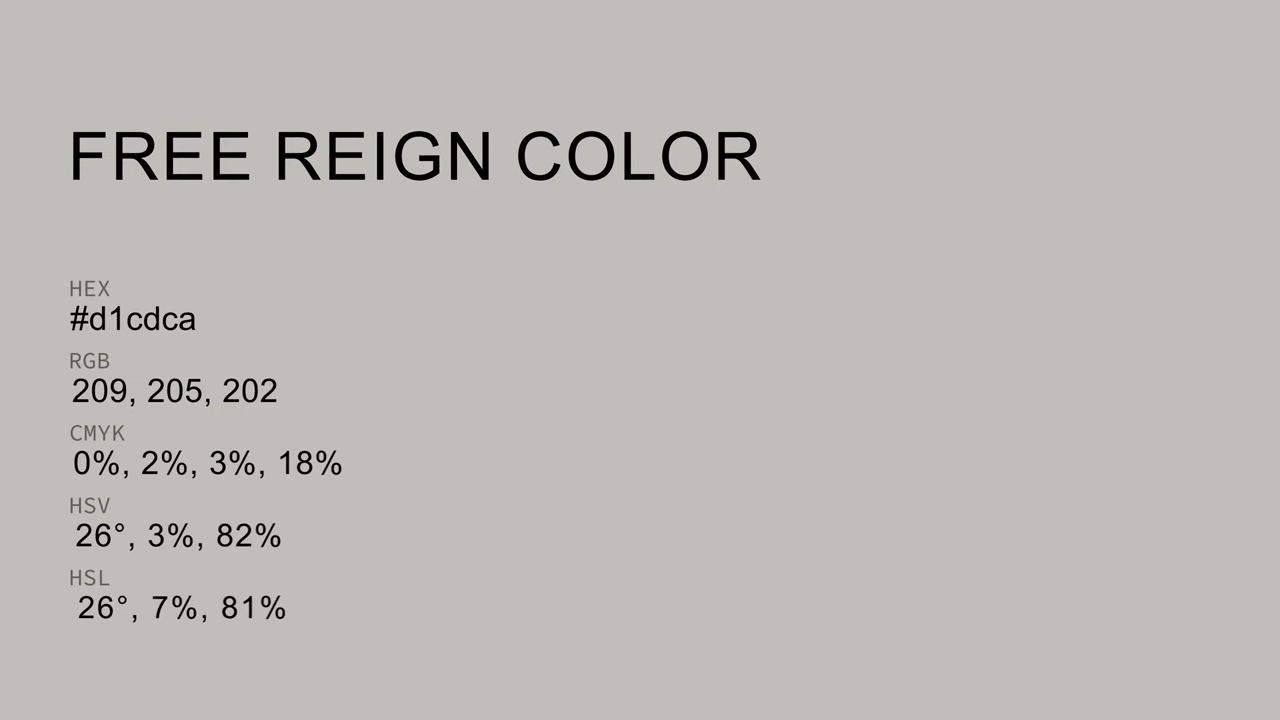 FREE REIGN COLOR
HEX
#d1cdca
RGB
209, 205, 202
CMYK
0%, 2%, 3%, 18%
HSV
26°, 3%, 82%
HSL
26°, 7%, 81%